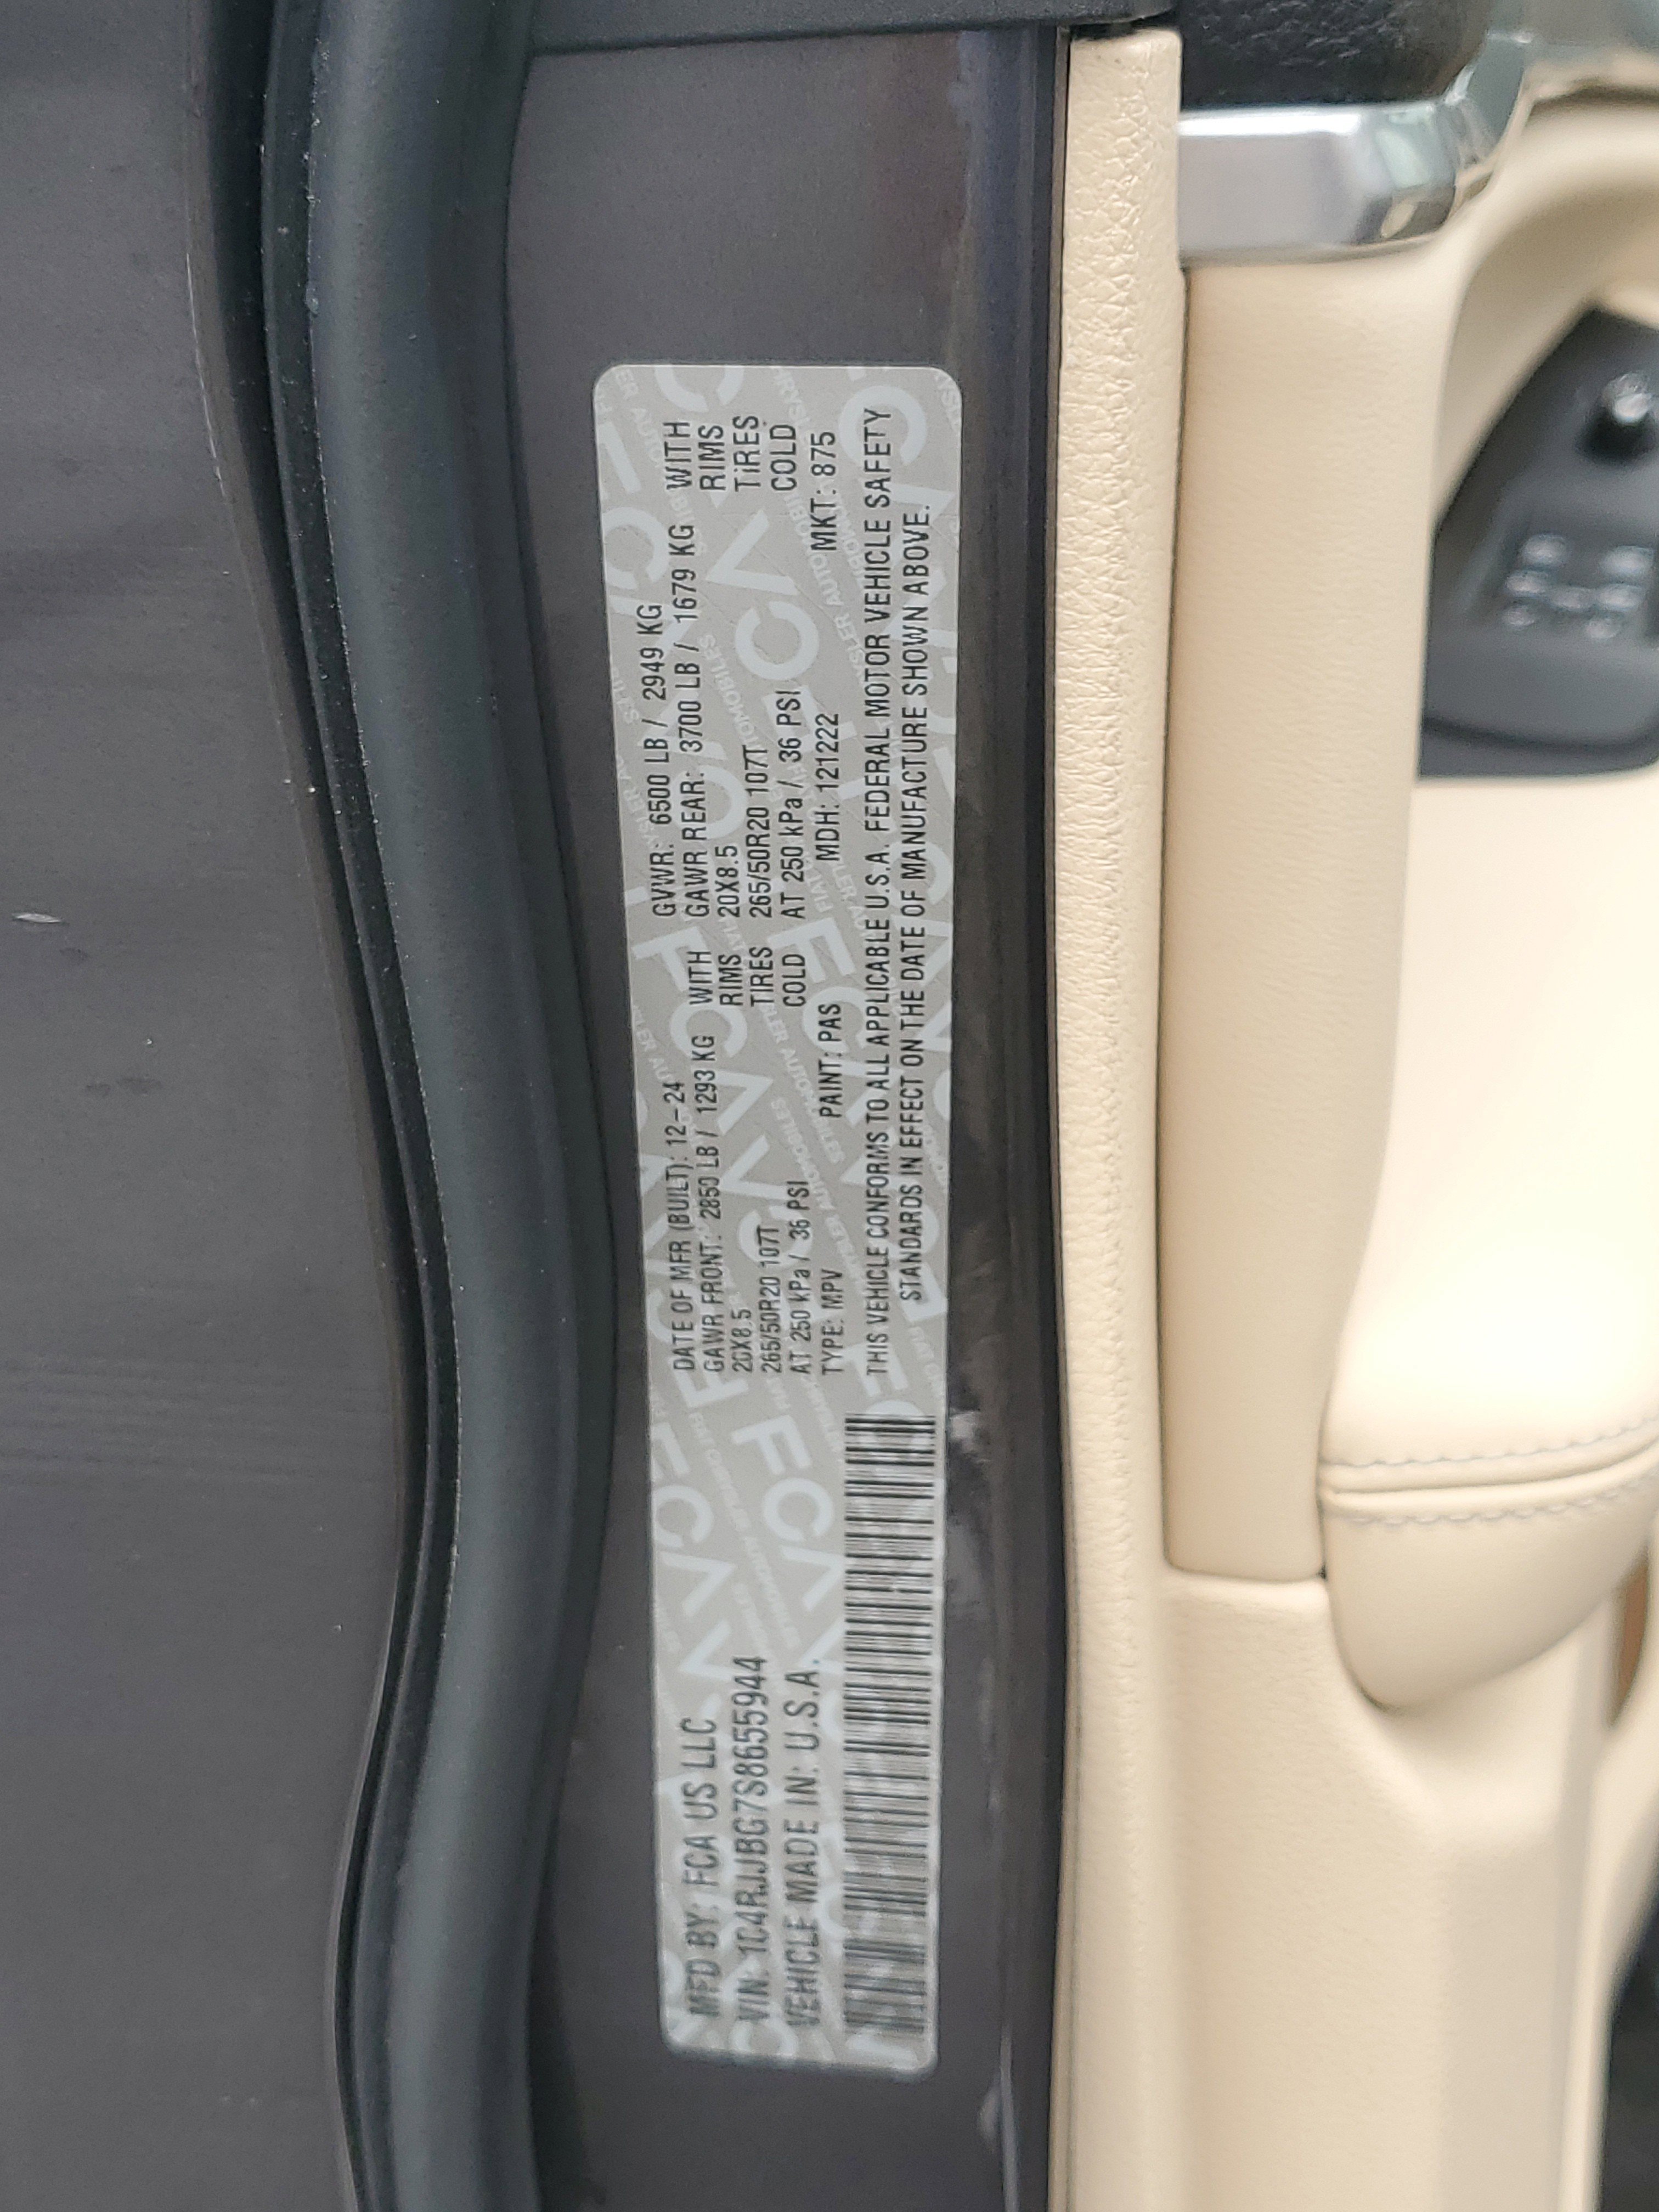 MFD BY: FCA US LLC
VIN: 1C4RJJBG7S8655944
VEHICLE MADE IN: U.S.A.
DATE OF MFR (BUILT): 12-24 GVWR: 6500 LB / 2949 KG
GAWR FRONT: 2850 LB / 1293 KG WITH GAWR REAR: 3700 LB / 1679 KG WITH
20X8.5 RIMS 20X8.5 RIMS
265/50R20 107T TIRES 265/50R20 107T TIRES
AT 250 kPa / 36 PSI COLD AT 250 kPa / 36 PSI COLD
TYPE: MPV PAINT: PAS MDH: 121222 MKT: 875
THIS VEHICLE CONFORMS TO ALL APPLICABLE U.S.A. FEDERAL MOTOR VEHICLE SAFETY
STANDARDS IN EFFECT ON THE DATE OF MANUFACTURE SHOWN ABOVE.